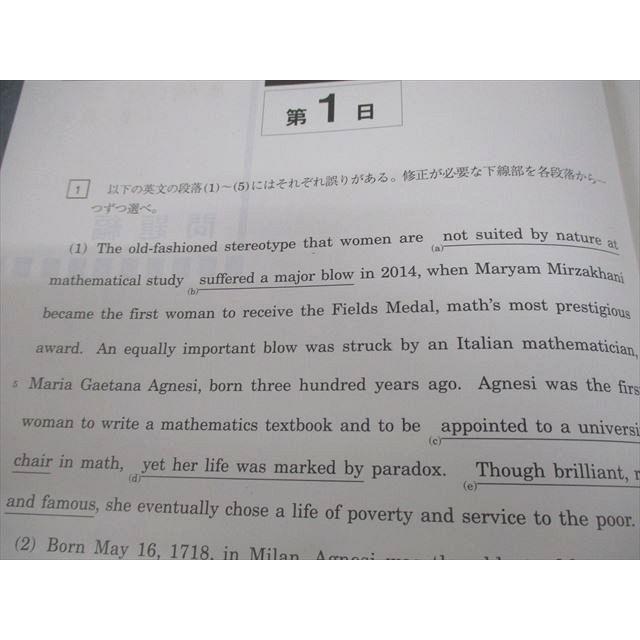 第1日
1 以下の英文の段落(1)~(5)にはそれぞれ誤りがある。修正が必要な下線部を各段落から一
つずつ選べ。
(1) The old-fashioned stereotype that women are (a) not suited by nature at
mathematical study (b) suffered a major blow in 2014, when Maryam Mirzakhani
became the first woman to receive the Fields Medal, math's most prestigious
award. An equally important blow was struck by an Italian mathematician,
5 Maria Gaetana Agnesi, born three hundred years ago. Agnesi was the firs
woman to write a mathematics textbook and to be (c) appointed to a universi
chair in math, (d) yet her life was marked by paradox. (e) Though brilliant, r
and famous, she eventually chose a life of poverty and service to the poor.
(2) Born May 16, 1718, in Milan, Agnesi was the